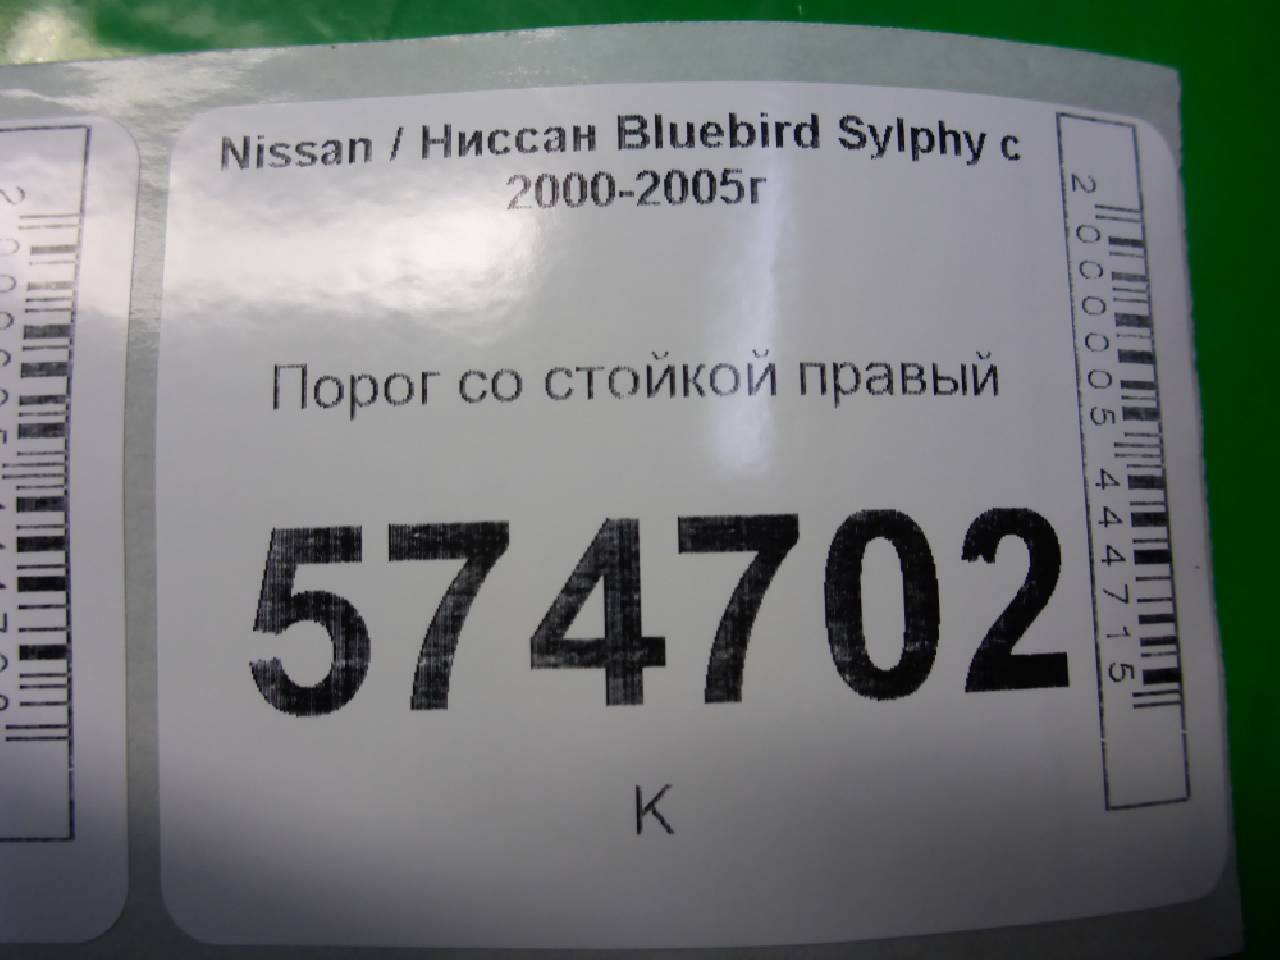 Nissan / Ниссан Bluebird Sylphy с
2000-2005г
Порог со стойкой правый
574702
К
2000005444715